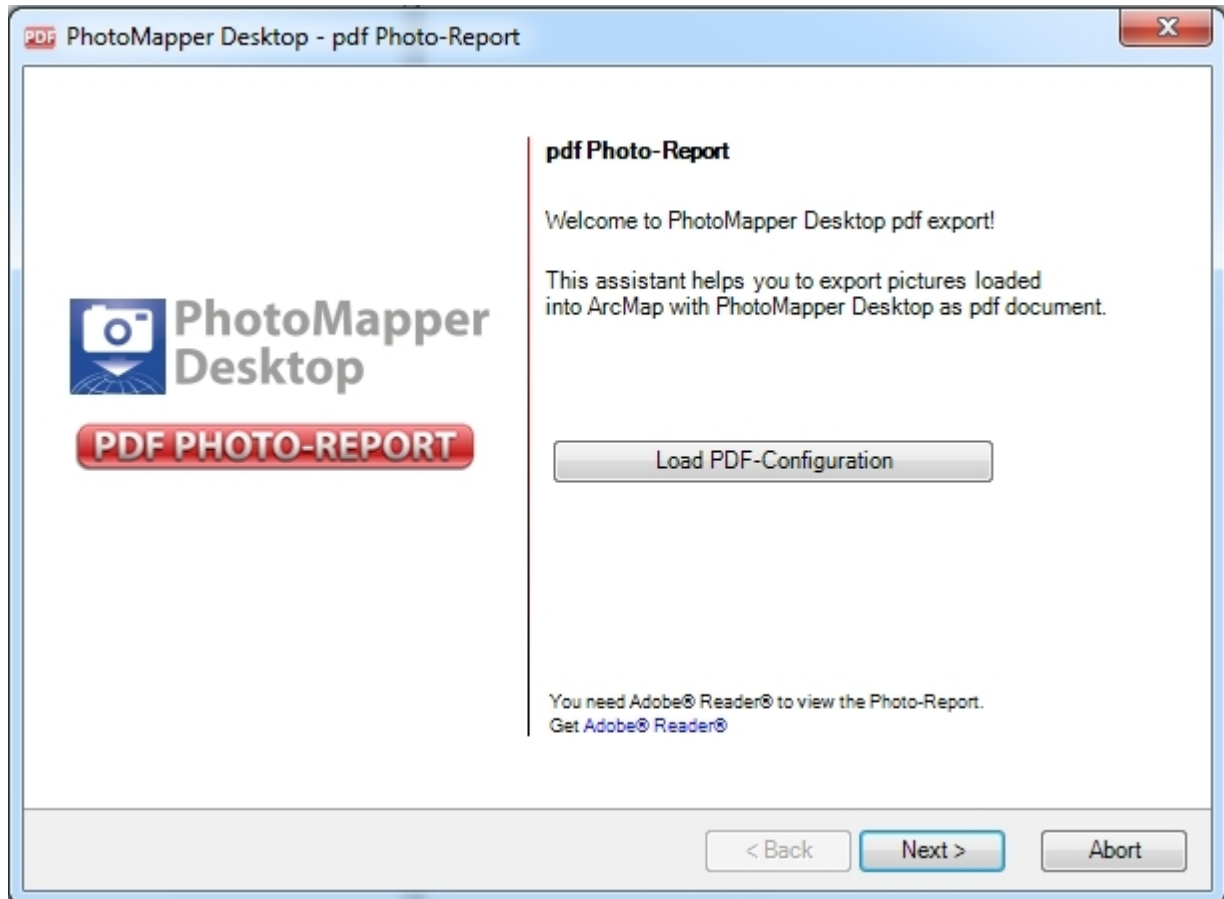 PDF PhotoMapper Desktop - pdf Photo-Report
pdf Photo-Report
Welcome to PhotoMapper Desktop pdf export!
This assistant helps you to export pictures loaded
into ArcMap with PhotoMapper Desktop as pdf document.
PhotoMapper
Desktop
PDF PHOTO-REPORT
Load PDF-Configuration
You need Adobe® Reader® to view the Photo-Report.
Get Adobe® Reader®
< Back
Next >
Abort